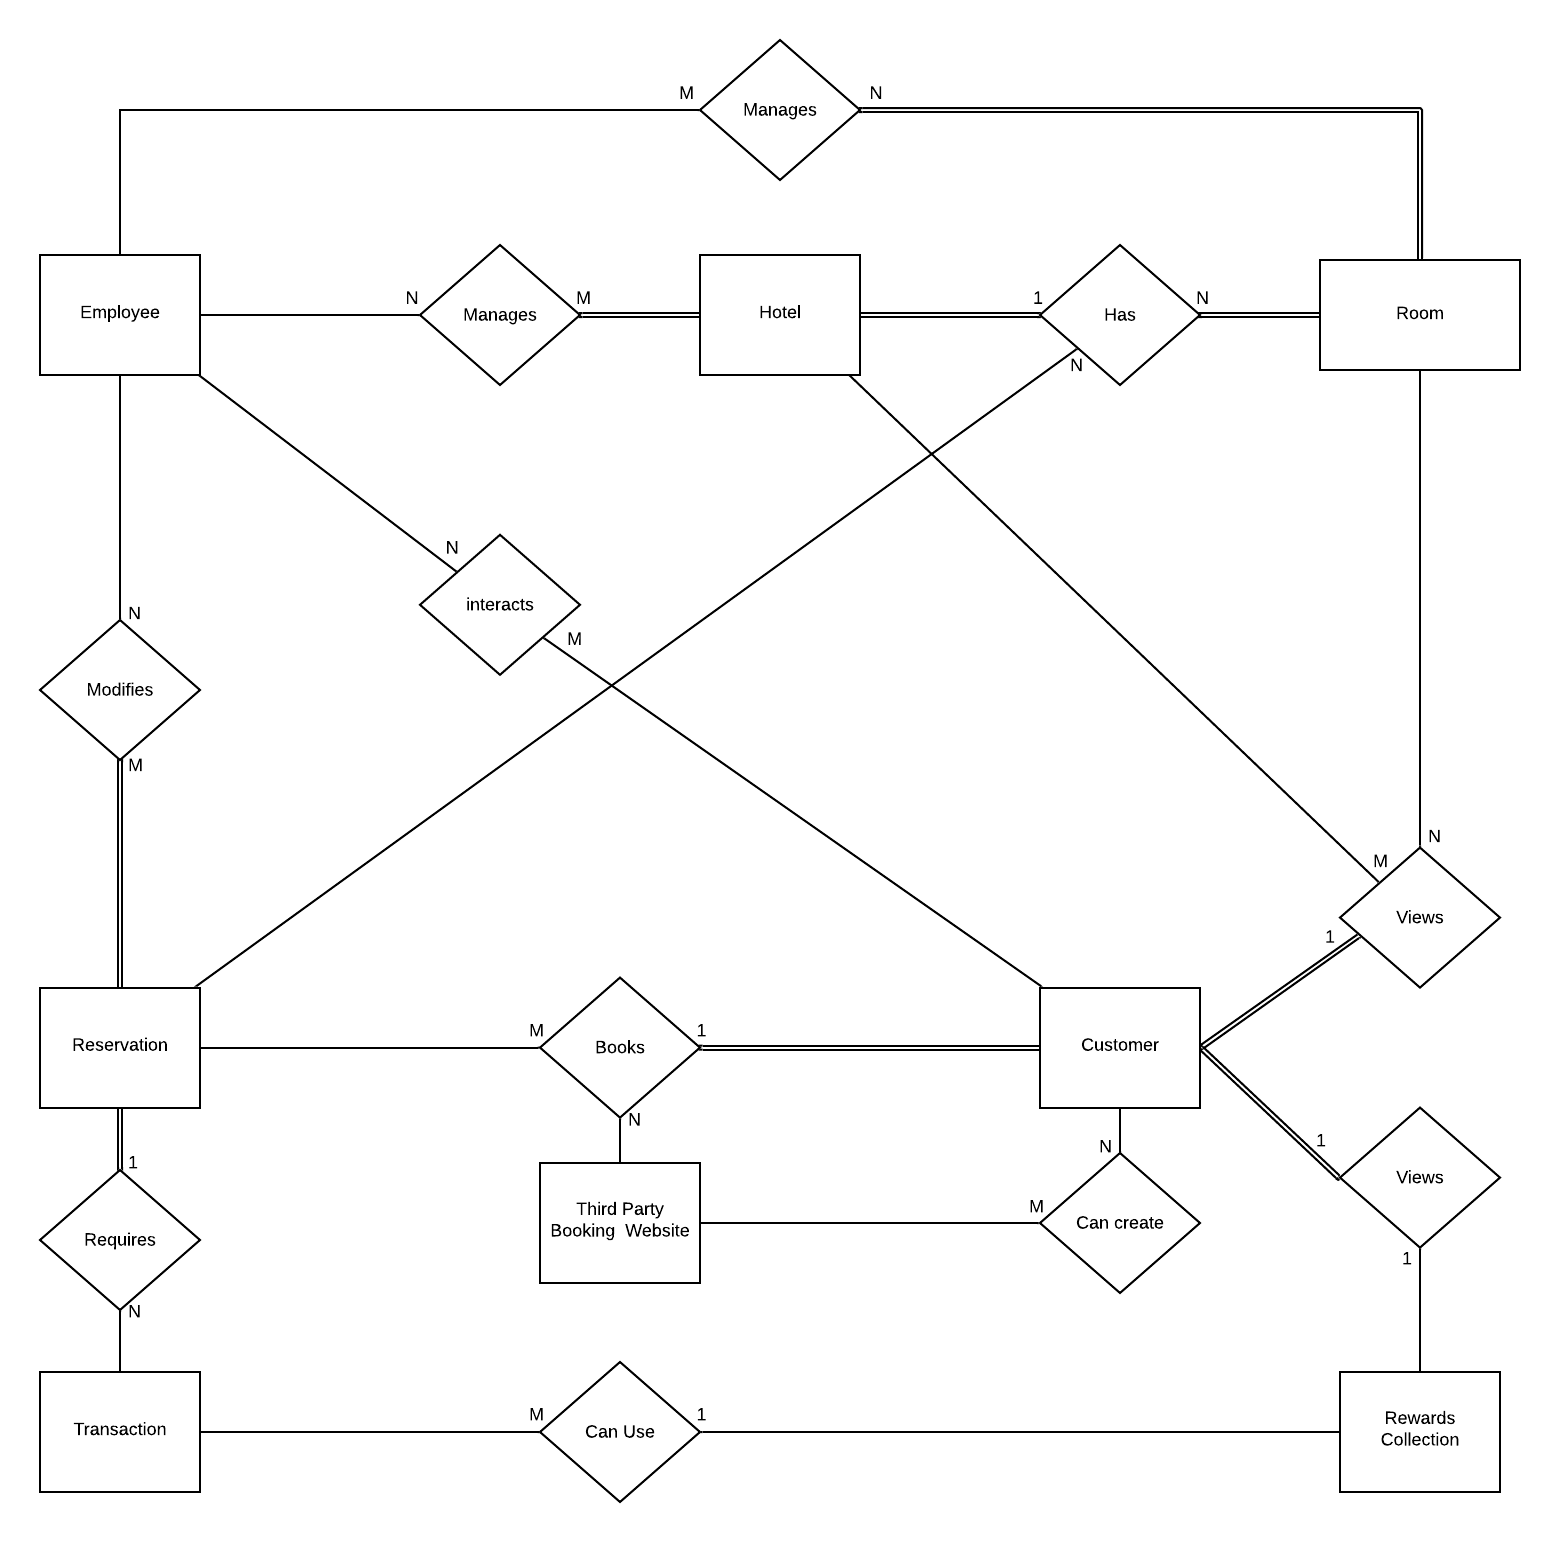 M
Manages
N
Employee
N
Manages
M
Hotel
1
Has
N
N
Room
N
interacts
M
N
Modifies
M
N
M
Views
1
Reservation
M
Books
1
N
Customer
1
Views
1
N
Can create
M
Third Party
Booking  Website
1
Requires
N
Transaction
M
Can Use
1
Rewards
Collection